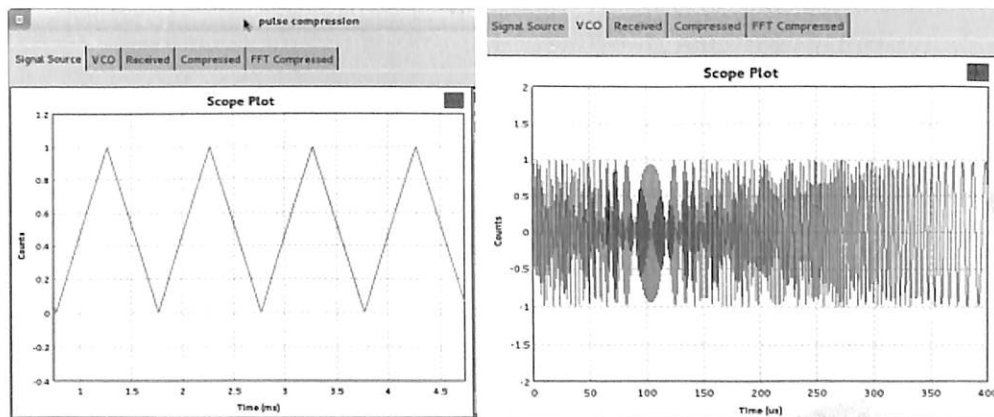 pulse compression
Signal Source VCO Received Compressed FFT Compressed
Scope Plot
1.2
1
0.8
0.6
0.4
0.2
0
-0.2
-0.4
Counts
1 1.5 2 2.5 3 3.5 4 4.5
Time (ms)
Signal Source VCO Received Compressed FFT Compressed
Scope Plot
2
1.5
1
0.5
0
-0.5
-1
-1.5
-2
Counts
0 50 100 150 200 250 300 350 400
Time (us)